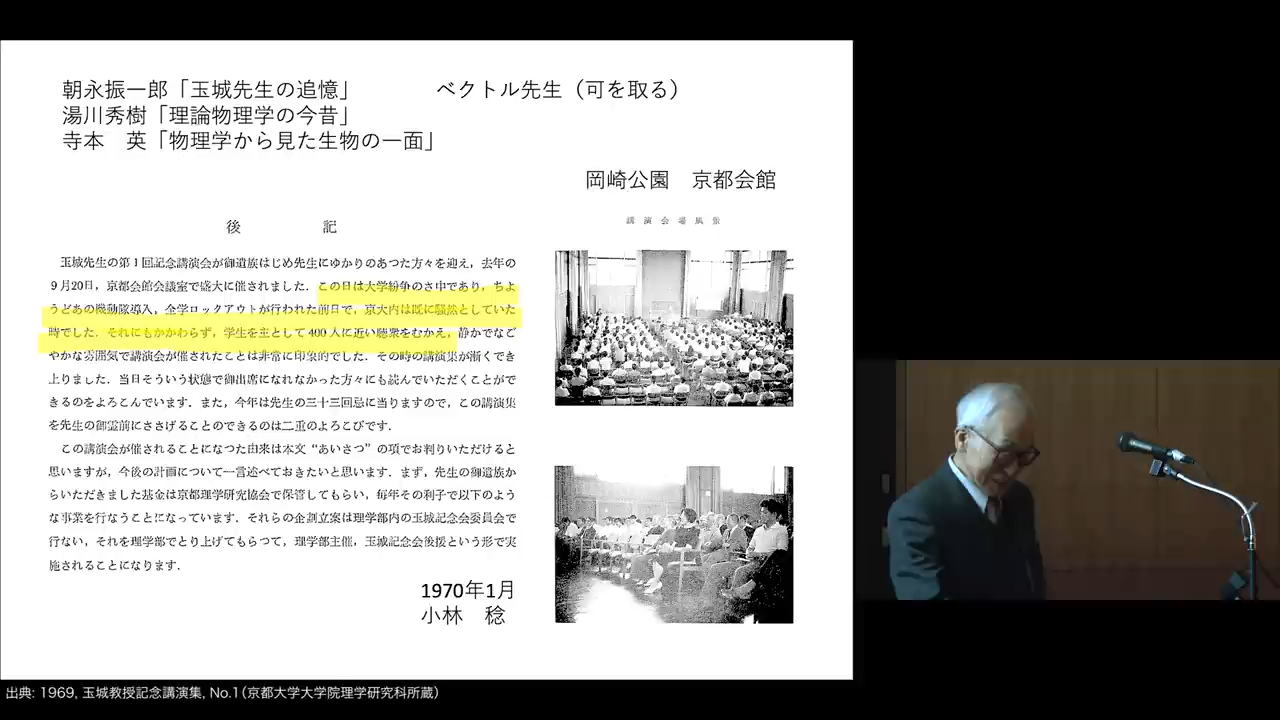 朝永振一郎「玉城先生の追憶」 ベクトル先生（可を取る）
湯川秀樹「理論物理学の今昔」
寺本　英「物理学から見た生物の一面」
岡崎公園　京都会館
講演会場風景
後　記
玉城先生の第1回記念講演会が御遺族はじめ先生にゆかりのあつた方々を迎え，去年の
9月20日，京都会館会議室で盛大に催されました．この日は大学紛争のさ中であり，ちよ
うどあの機動隊導入，全学ロックアウトが行われた前日で，京大内は既に騒然としていた
時でした．それにもかかわらず，学生を主として400人に近い聴衆をむかえ，静かでなご
やかな雰囲気で講演会が催されたことは非常に印象的でした．その時の講演集が漸くでき
上りました．当日そういう状態で御出席になれなかった方々にも読んでいただくことがで
きるのをよろこんでいます．また，今年は先生の三十三回忌に当りますので，この講演集
を先生の御霊前にささげることのできるのは二重のよろこびです．
この講演会が催されることになつた由来は本文“あいさつ”の項でお判りいただけると
思いますが，今後の計画について一言述べておきたいと思います．まず，先生の御遺族か
らいただきました基金は京都理学研究協会で保管してもらい，毎年その利子で以下のよう
な事業を行なうことになっています．それらの企劃立案は理学部内の玉城記念会委員会で
行ない，それを理学部でとり上げてもらつて，理学部主催，玉城記念会後援という形で実
施されることになります．
1970年1月
小林　稔
出典: 1969, 玉城教授記念講演集, No.1（京都大学大学院理学研究科所蔵）